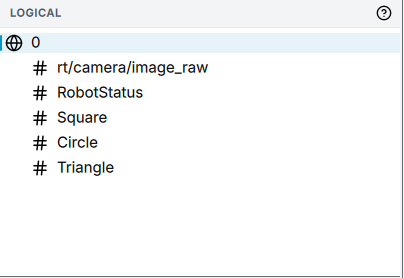 LOGICAL
0
rt/camera/image_raw
RobotStatus
Square
Circle
Triangle